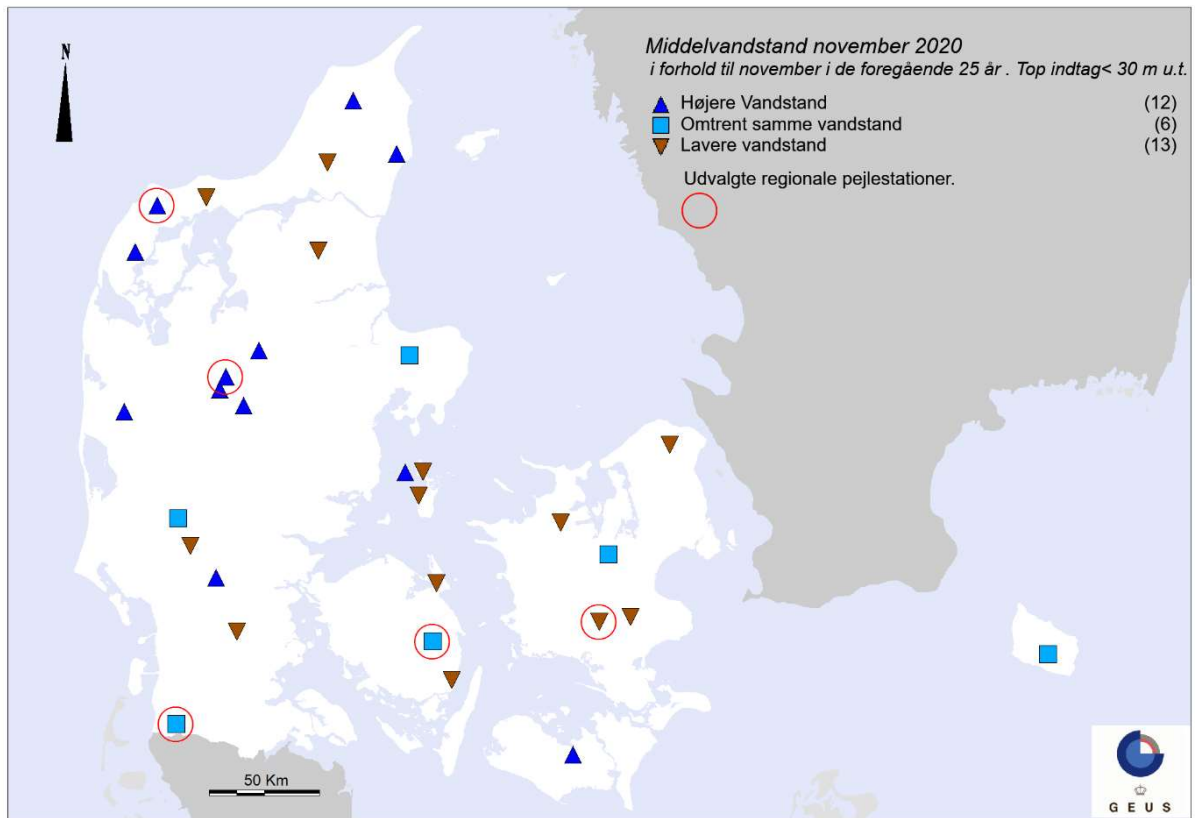 N
Middelvandstand november 2020
i forhold til november i de foregående 25 år . Top indtag< 30 m u.t.
Højere Vandstand (12)
Omtrent samme vandstand (6)
Lavere vandstand (13)
Udvalgte regionale pejlestationer.
50 Km
G E U S